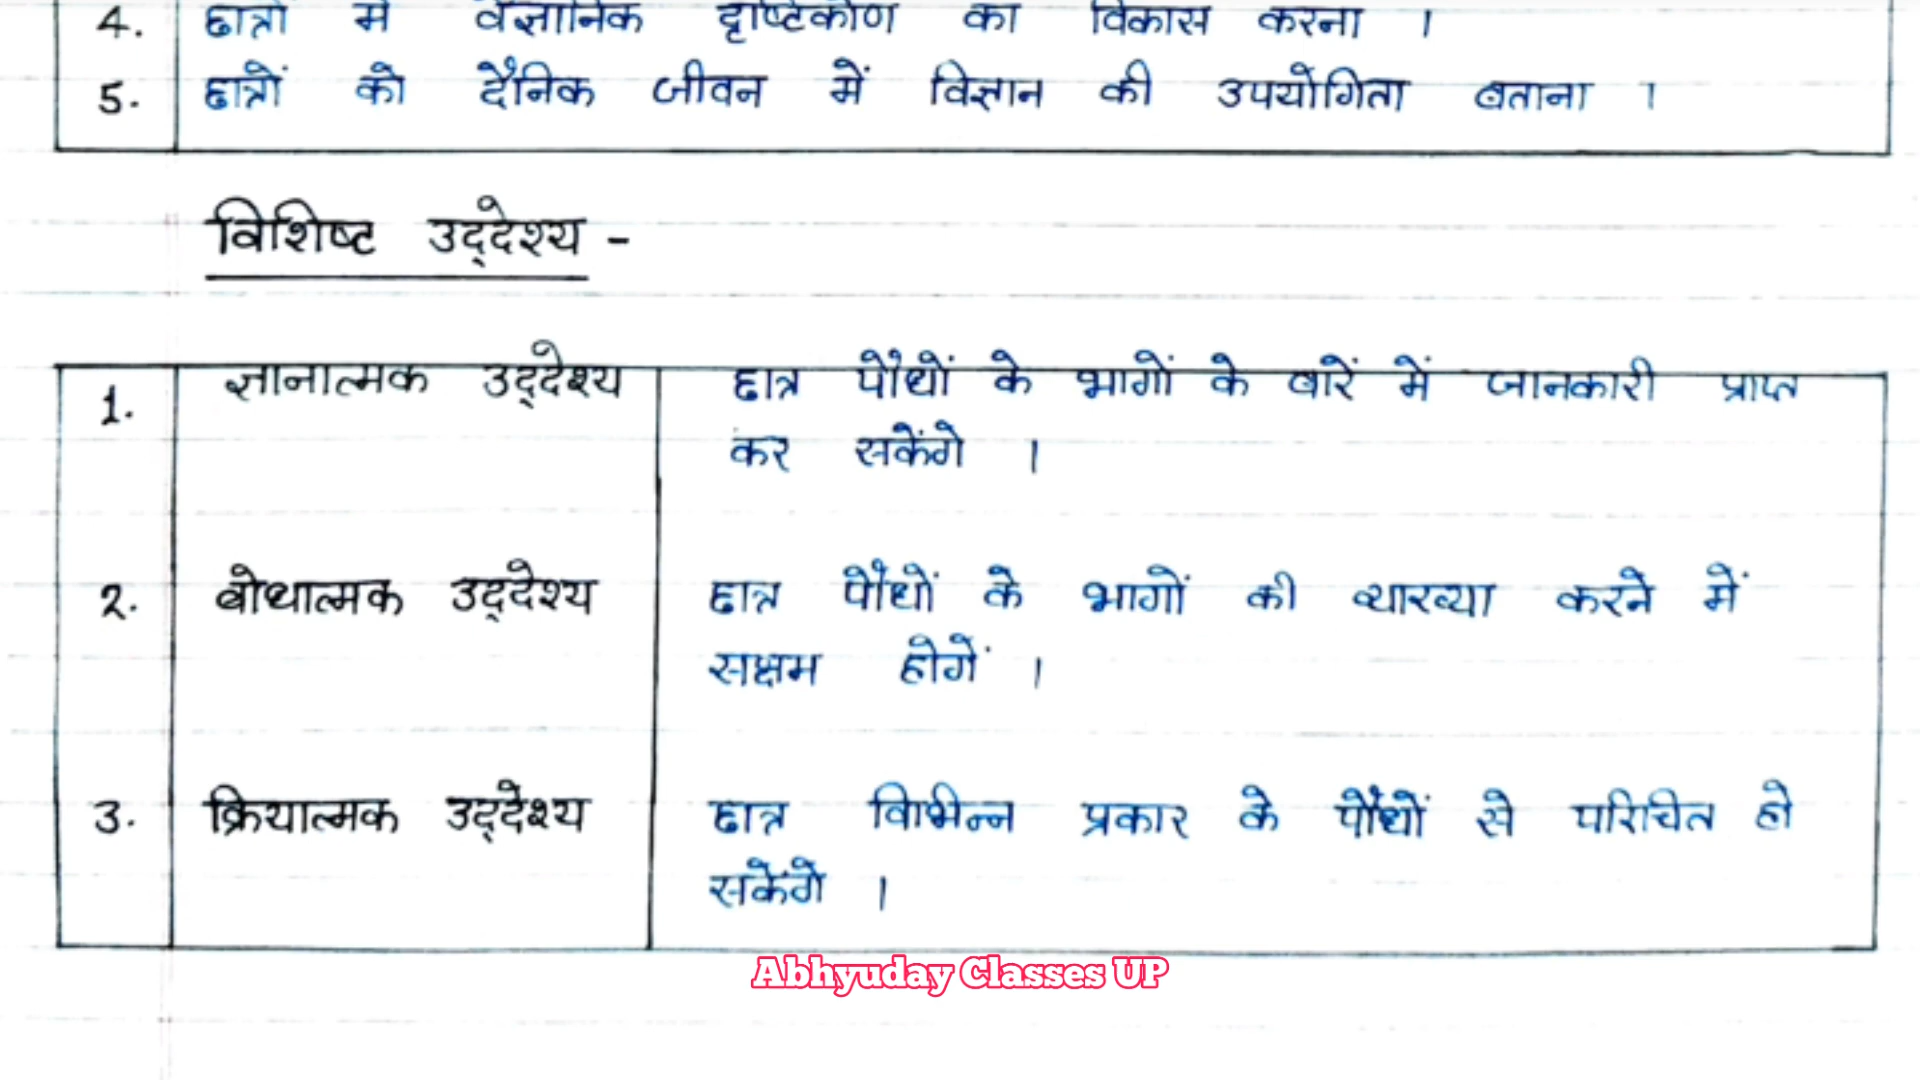 4. छात्रों में वैज्ञानिक दृष्टिकोण का विकास करना ।
5. छात्रों को दैनिक जीवन में विज्ञान की उपयोगिता बताना ।
विशिष्ट उद्‌देश्य -
1. ज्ञानात्मक उद्‌देश्य छात्र पौधों के भागों के बारें में जानकारी प्राप्त
कर सकेंगे ।
2. बोधात्मक उद्‌देश्य छात्र पौधों के भागों की व्याख्या करने में
सक्षम होगें ।
3. क्रियात्मक उद्‌देश्य छात्र विभिन्न प्रकार के पौधों से परिचित हो
सकेंगे ।
Abhyuday Classes UP